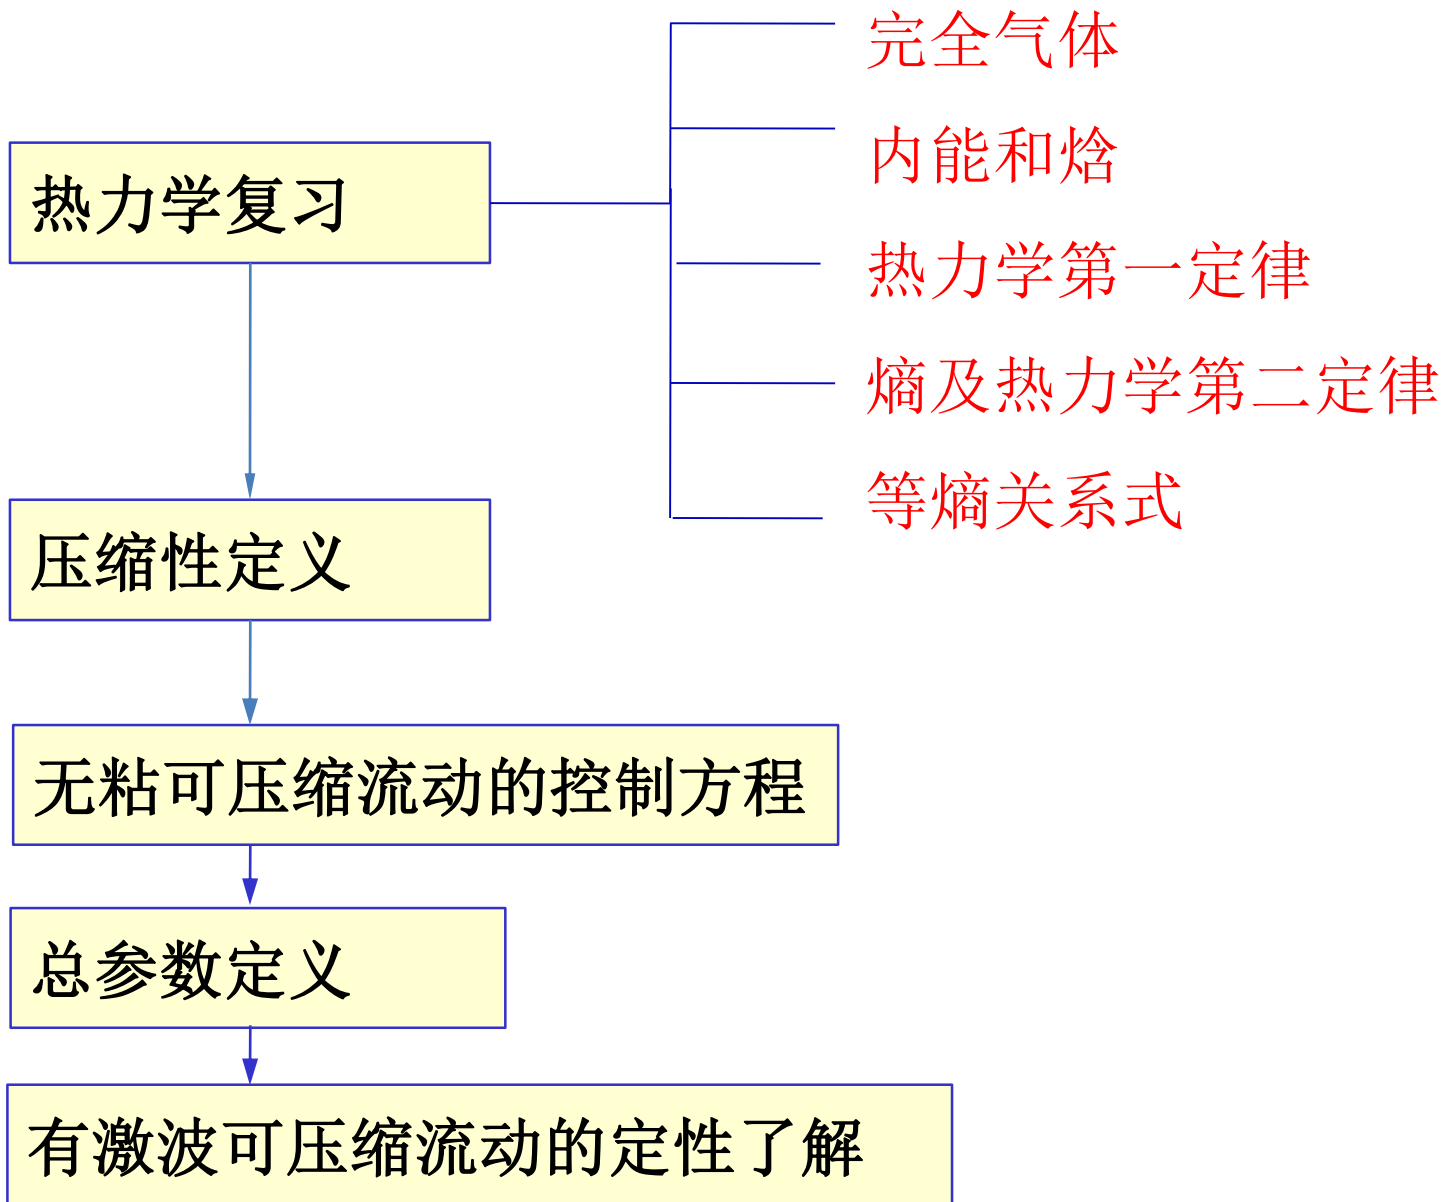 完全气体
内能和焓
热力学复习
热力学第一定律
熵及热力学第二定律
等熵关系式
压缩性定义
无粘可压缩流动的控制方程
总参数定义
有激波可压缩流动的定性了解